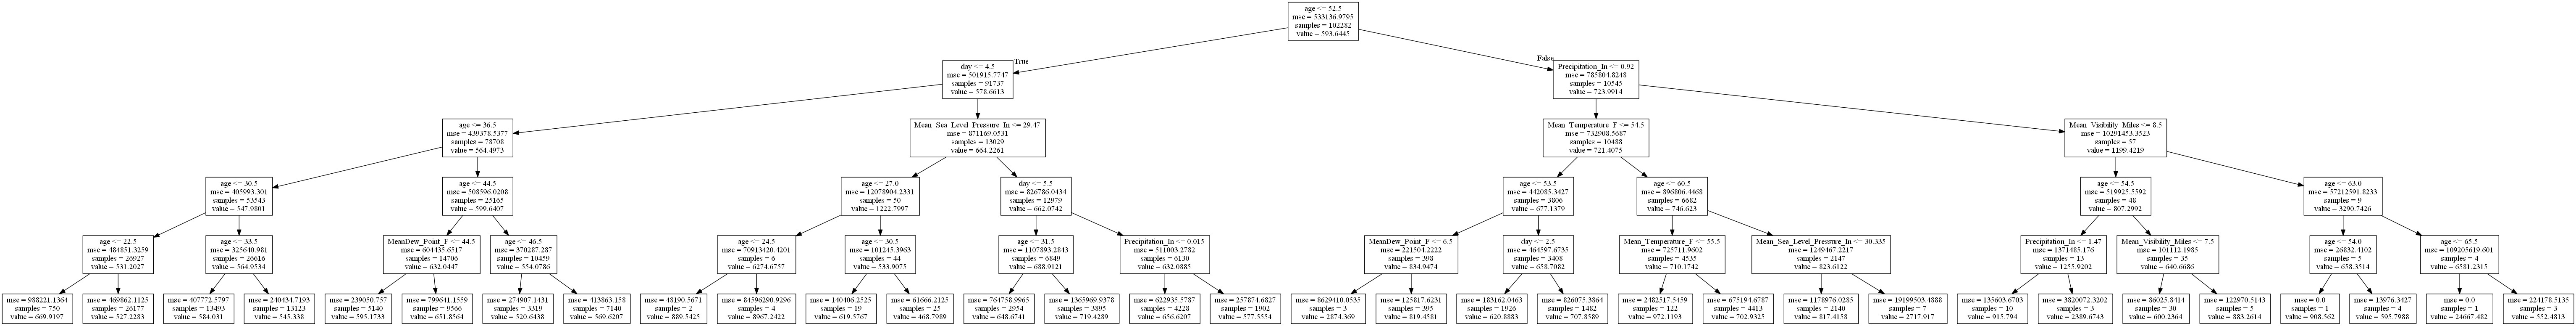 age <= 52.5
mse = 533136.9795
samples = 102282
value = 593.6445
True
False
day <= 4.5
mse = 501915.7747
samples = 91737
value = 578.6613
Precipitation_In <= 0.92
mse = 785804.8248
samples = 10545
value = 723.9914
age <= 36.5
mse = 439378.5377
samples = 78708
value = 564.4973
Mean_Sea_Level_Pressure_In <= 29.47
mse = 871169.0531
samples = 13029
value = 664.2261
Mean_Temperature_F <= 54.5
mse = 732908.5687
samples = 10488
value = 721.4075
Mean_Visibility_Miles <= 8.5
mse = 10291453.3523
samples = 57
value = 1199.4219
age <= 30.5
mse = 405993.301
samples = 53543
value = 547.9801
age <= 44.5
mse = 508596.0208
samples = 25165
value = 599.6407
age <= 27.0
mse = 12078904.2331
samples = 50
value = 1222.7997
day <= 5.5
mse = 826786.0434
samples = 12979
value = 662.0742
age <= 53.5
mse = 442085.3427
samples = 3806
value = 677.1379
age <= 60.5
mse = 896806.4468
samples = 6682
value = 746.623
age <= 54.5
mse = 519925.5592
samples = 48
value = 807.2992
age <= 63.0
mse = 57212591.8233
samples = 9
value = 3290.7426
age <= 22.5
mse = 484851.3259
samples = 26927
value = 531.2027
age <= 33.5
mse = 325640.981
samples = 26616
value = 564.9534
MeanDew_Point_F <= 44.5
mse = 604435.6517
samples = 14706
value = 632.0447
age <= 46.5
mse = 370287.287
samples = 10459
value = 554.0786
age <= 24.5
mse = 70913420.4201
samples = 6
value = 6274.6757
age <= 30.5
mse = 101245.3963
samples = 44
value = 533.9075
age <= 31.5
mse = 1107893.2843
samples = 6849
value = 688.9121
Precipitation_In <= 0.015
mse = 511003.2782
samples = 6130
value = 632.0885
MeanDew_Point_F <= 6.5
mse = 221504.2222
samples = 398
value = 834.9474
day <= 2.5
mse = 464597.6735
samples = 3408
value = 658.7082
Mean_Temperature_F <= 55.5
mse = 725711.9602
samples = 4535
value = 710.1742
Mean_Sea_Level_Pressure_In <= 30.335
mse = 1249467.2217
samples = 2147
value = 823.6122
Precipitation_In <= 1.47
mse = 1371485.176
samples = 13
value = 1255.9202
Mean_Visibility_Miles <= 7.5
mse = 101112.1985
samples = 35
value = 640.6686
age <= 54.0
mse = 26832.4102
samples = 5
value = 658.3514
age <= 65.5
mse = 109205619.601
samples = 4
value = 6581.2315
mse = 988221.1364
samples = 750
value = 669.9197
mse = 469862.1125
samples = 26177
value = 527.2283
mse = 407772.5797
samples = 13493
value = 584.031
mse = 240434.7193
samples = 13123
value = 545.338
mse = 239050.757
samples = 5140
value = 595.1733
mse = 799641.1559
samples = 9566
value = 651.8564
mse = 274907.1431
samples = 3319
value = 520.6438
mse = 413863.158
samples = 7140
value = 569.6207
mse = 48190.5671
samples = 2
value = 889.5425
mse = 84596290.9296
samples = 4
value = 8967.2422
mse = 140406.2525
samples = 19
value = 619.5767
mse = 61666.2125
samples = 25
value = 468.7989
mse = 764758.9965
samples = 2954
value = 648.6741
mse = 1365969.9378
samples = 3895
value = 719.4289
mse = 622935.5787
samples = 4228
value = 656.6207
mse = 257874.6827
samples = 1902
value = 577.5554
mse = 8629410.0535
samples = 3
value = 2874.369
mse = 125817.6231
samples = 395
value = 819.4581
mse = 183162.0463
samples = 1926
value = 620.8883
mse = 826075.3864
samples = 1482
value = 707.8589
mse = 2482517.5459
samples = 122
value = 972.1193
mse = 675194.6787
samples = 4413
value = 702.9325
mse = 1178976.0285
samples = 2140
value = 817.4158
mse = 19199503.4888
samples = 7
value = 2717.917
mse = 135603.6703
samples = 10
value = 915.794
mse = 3820072.3202
samples = 3
value = 2389.6743
mse = 86025.8414
samples = 30
value = 600.2364
mse = 122970.5143
samples = 5
value = 883.2614
mse = 0.0
samples = 1
value = 908.562
mse = 13976.3427
samples = 4
value = 595.7988
mse = 0.0
samples = 1
value = 24667.482
mse = 224178.5135
samples = 3
value = 552.4813